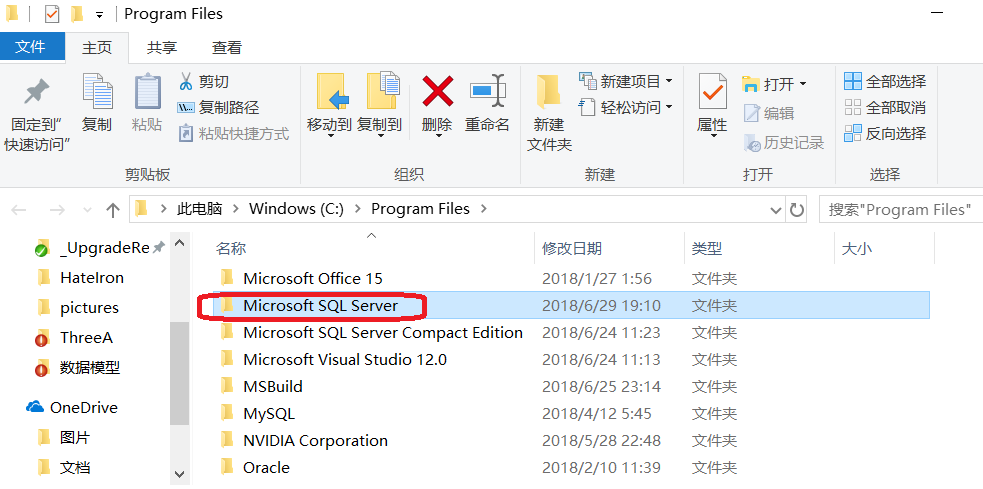 Program Files
文件 主页 共享 查看
固定到"快速访问"
复制
粘贴
剪切
复制路径
粘贴快捷方式
剪贴板
移动到
复制到
删除
重命名
组织
新建文件夹
新建项目
轻松访问
新建
属性
打开
编辑
历史记录
打开
全部选择
全部取消
反向选择
选择
此电脑 > Windows (C:) > Program Files >
搜索"Program Files"
_UpgradeRe
HateIron
pictures
ThreeA
数据模型
OneDrive
图片
文档
名称 修改日期 类型 大小
Microsoft Office 15 2018/1/27 1:56 文件夹
Microsoft SQL Server 2018/6/29 19:10 文件夹
Microsoft SQL Server Compact Edition 2018/6/24 11:23 文件夹
Microsoft Visual Studio 12.0 2018/6/24 11:13 文件夹
MSBuild 2018/6/25 23:14 文件夹
MySQL 2018/4/12 5:45 文件夹
NVIDIA Corporation 2018/5/28 22:48 文件夹
Oracle 2018/2/10 11:39 文件夹